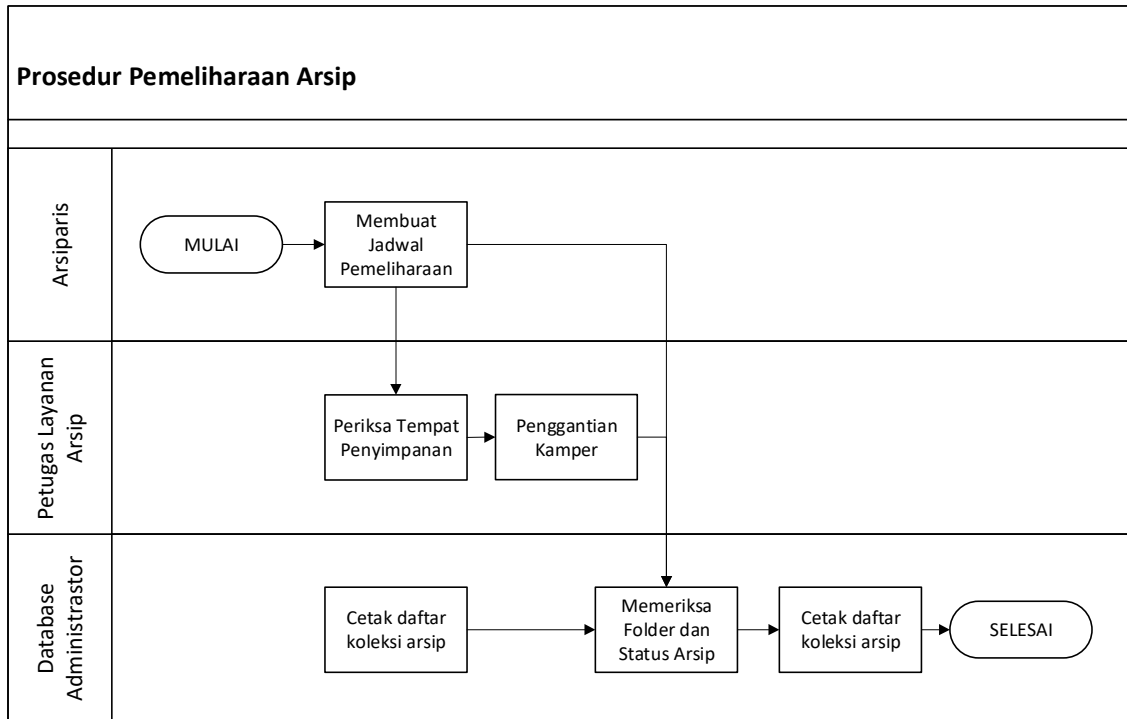 Prosedur Pemeliharaan Arsip
Arsiparis
MULAI
Membuat
Jadwal
Pemeliharaan
Petugas Layanan
Arsip
Periksa Tempat
Penyimpanan
Penggantian
Kamper
Database
Administrastor
Cetak daftar
koleksi arsip
Memeriksa
Folder dan
Status Arsip
Cetak daftar
koleksi arsip
SELESAI